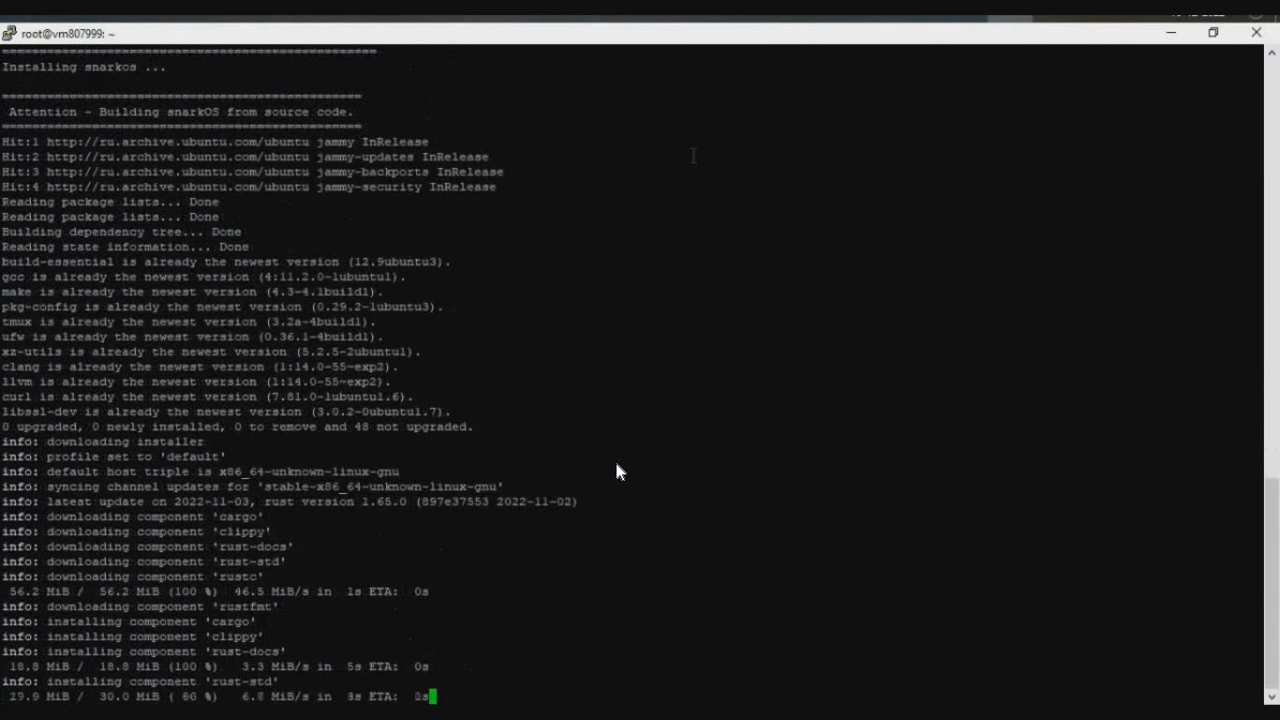 root@vm807999: ~
==================================================
Installing snarkos ...
================================================
Attention - Building snarkOS from source code.
================================================
Hit:1 http://ru.archive.ubuntu.com/ubuntu jammy InRelease
Hit:2 http://ru.archive.ubuntu.com/ubuntu jammy-updates InRelease
Hit:3 http://ru.archive.ubuntu.com/ubuntu jammy-backports InRelease
Hit:4 http://ru.archive.ubuntu.com/ubuntu jammy-security InRelease
Reading package lists... Done
Reading package lists... Done
Building dependency tree... Done
Reading state information... Done
build-essential is already the newest version (12.9ubuntu3).
gcc is already the newest version (4:11.2.0-1ubuntu1).
make is already the newest version (4.3-4.1build1).
pkg-config is already the newest version (0.29.2-1ubuntu3).
tmux is already the newest version (3.2a-4build1).
ufw is already the newest version (0.36.1-4build1).
xz-utils is already the newest version (5.2.5-2ubuntu1).
clang is already the newest version (1:14.0-55~exp2).
llvm is already the newest version (1:14.0-55~exp2).
curl is already the newest version (7.81.0-1ubuntu1.6).
libssl-dev is already the newest version (3.0.2-0ubuntu1.7).
0 upgraded, 0 newly installed, 0 to remove and 48 not upgraded.
info: downloading installer
info: profile set to 'default'
info: default host triple is x86_64-unknown-linux-gnu
info: syncing channel updates for 'stable-x86_64-unknown-linux-gnu'
info: latest update on 2022-11-03, rust version 1.65.0 (897e37553 2022-11-02)
info: downloading component 'cargo'
info: downloading component 'clippy'
info: downloading component 'rust-docs'
info: downloading component 'rust-std'
info: downloading component 'rustc'
56.2 MiB / 56.2 MiB (100 %) 46.5 MiB/s in 1s ETA: 0s
info: downloading component 'rustfmt'
info: installing component 'cargo'
info: installing component 'clippy'
info: installing component 'rust-docs'
18.8 MiB / 18.8 MiB (100 %) 3.3 MiB/s in 5s ETA: 0s
info: installing component 'rust-std'
MiB / 30.0 MiB ( %) MiB/s in ETA: